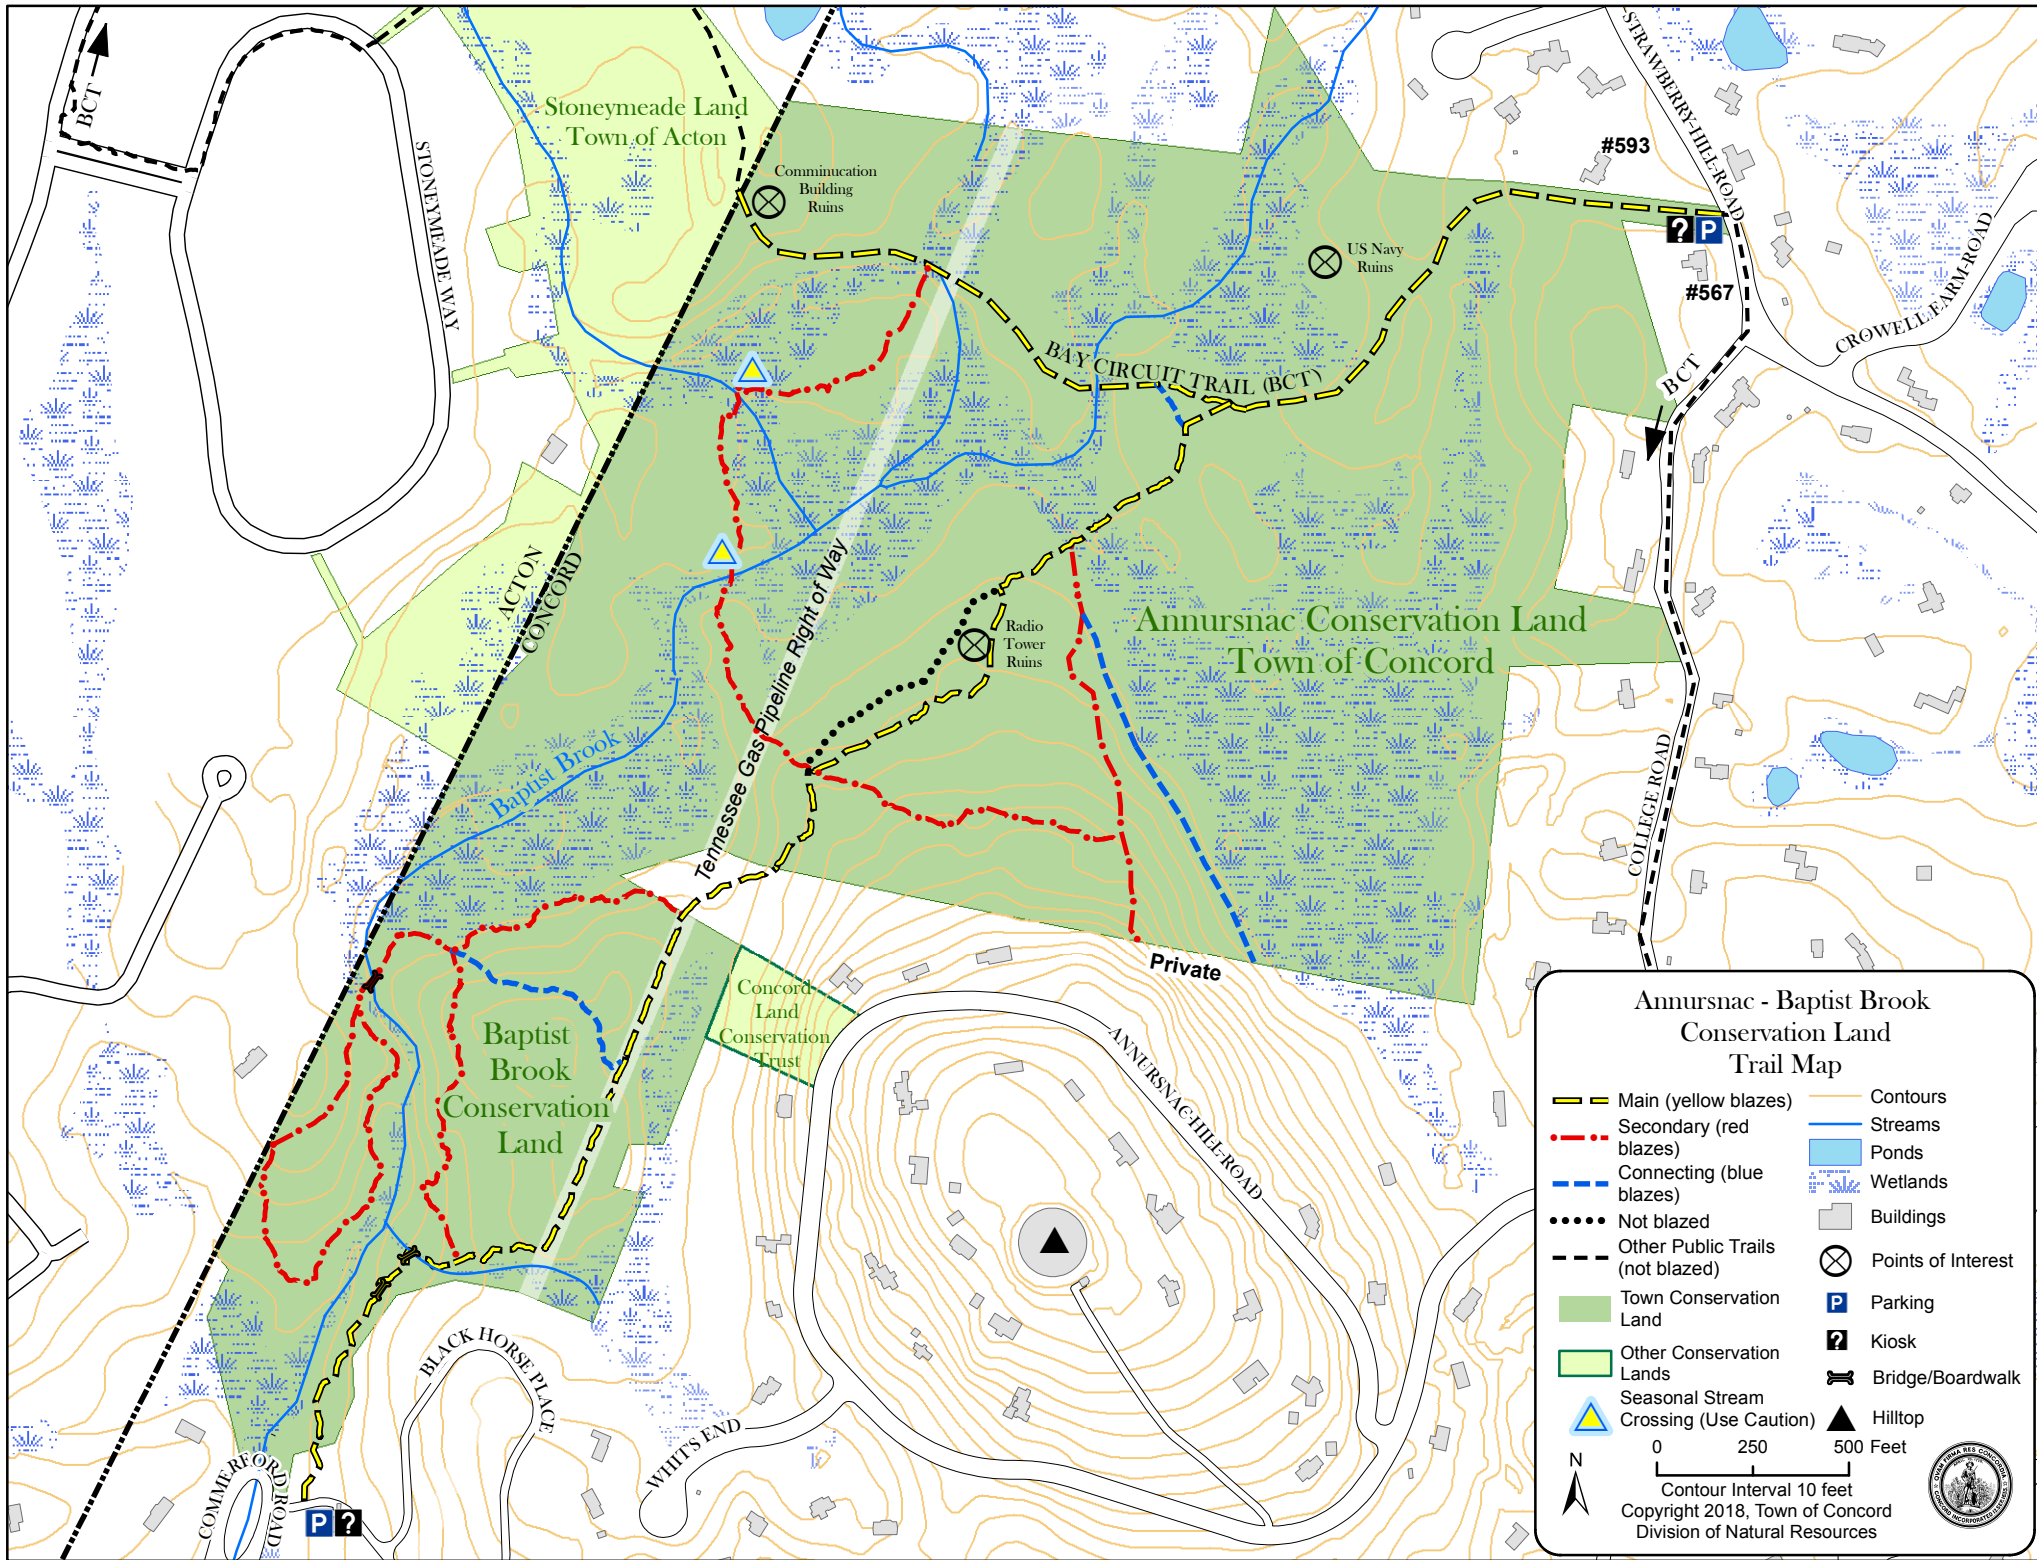 BCT
STONEYMEADE WAY
Stoneymeade Land
Town of Acton
Comminucation
Building
Ruins
STRAWBERRY-HILL-ROAD
#593
US Navy
Ruins
#567
CROWELL FARM-ROAD
BAY CIRCUIT TRAIL (BCT)
BCT
ACTON
CONCORD
Tennessee Gas Pipeline Right of Way
Radio
Tower
Ruins
Annursnac Conservation Land
Town of Concord
Baptist Brook
COLLEGE ROAD
Private
Concord
Land
Conservation
Trust
Baptist
Brook
Conservation
Land
ANNURSNAC-HILL-ROAD
BLACK HORSE PLACE
WHITS END
COMMERFORD ROAD
P ?
P ?
Annursnac - Baptist Brook
Conservation Land
Trail Map
Main (yellow blazes)
Secondary (red
blazes)
Connecting (blue
blazes)
Not blazed
Other Public Trails
(not blazed)
Town Conservation
Land
Other Conservation
Lands
Seasonal Stream
Crossing (Use Caution)
Contours
Streams
Ponds
Wetlands
Buildings
Points of Interest
P Parking
? Kiosk
Bridge/Boardwalk
Hilltop
0 250 500 Feet
N
Contour Interval 10 feet
Copyright 2018, Town of Concord
Division of Natural Resources